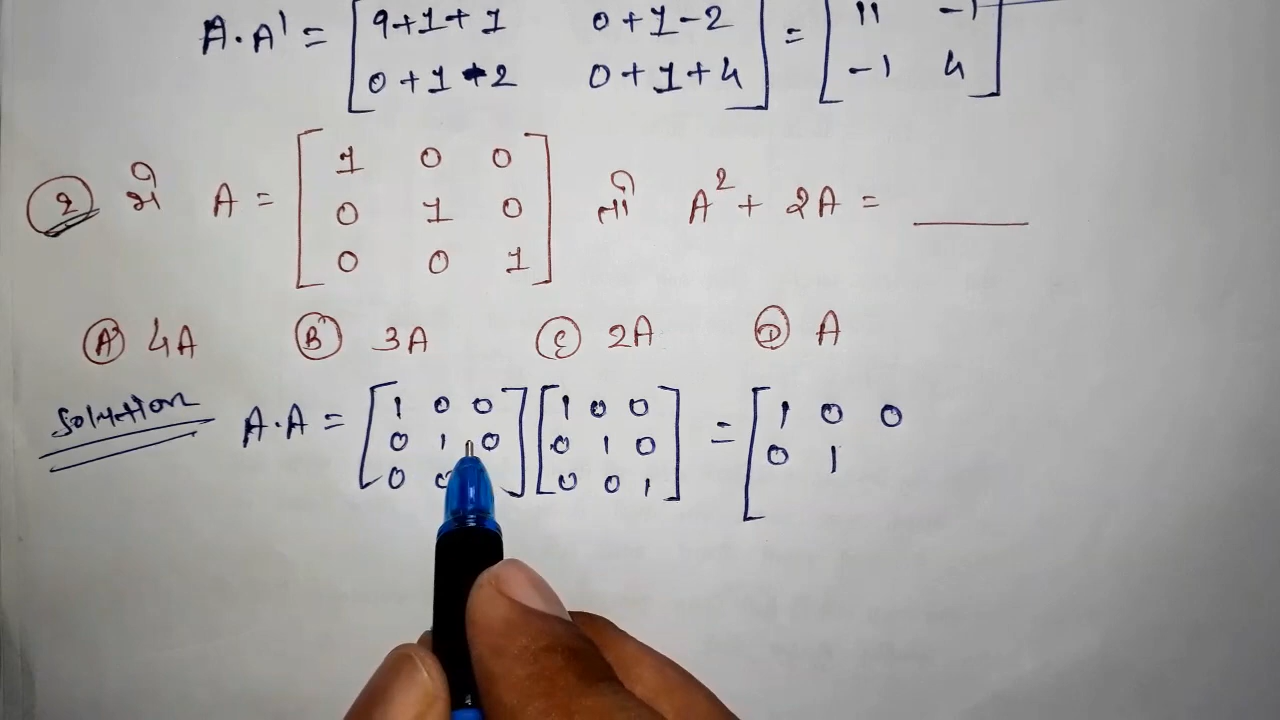 A·A' = [ 9+1+1 0+1-2 ] = [ 11 -1 ]
[ 0+1-2 0+1+4 ] [ -1 4 ]
૨ જો A = [ 1 0 0 ] તો A² + 2A = ____
[ 0 1 0 ]
[ 0 0 1 ]
(A) 4A (B) 3A (C) 2A (D) A
Solution A·A = [ 1 0 0 ] [ 1 0 0 ] = [ 1 0 0
[ 0 1 0 ] [ 0 1 0 ] [ 0 1
[ 0 0 [ 0 0 1 ]